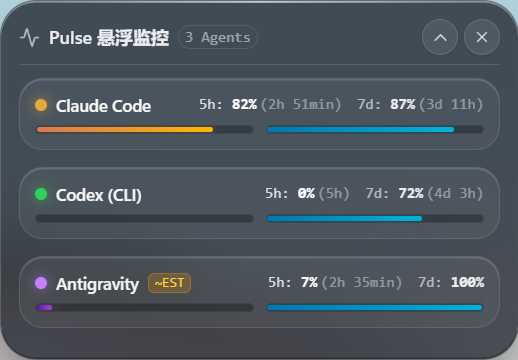 Pulse 悬浮监控 3 Agents
Claude Code 5h: 82% (2h 51min) 7d: 87% (3d 11h)
Codex (CLI) 5h: 0% (5h) 7d: 72% (4d 3h)
Antigravity ~EST 5h: 7% (2h 35min) 7d: 100%